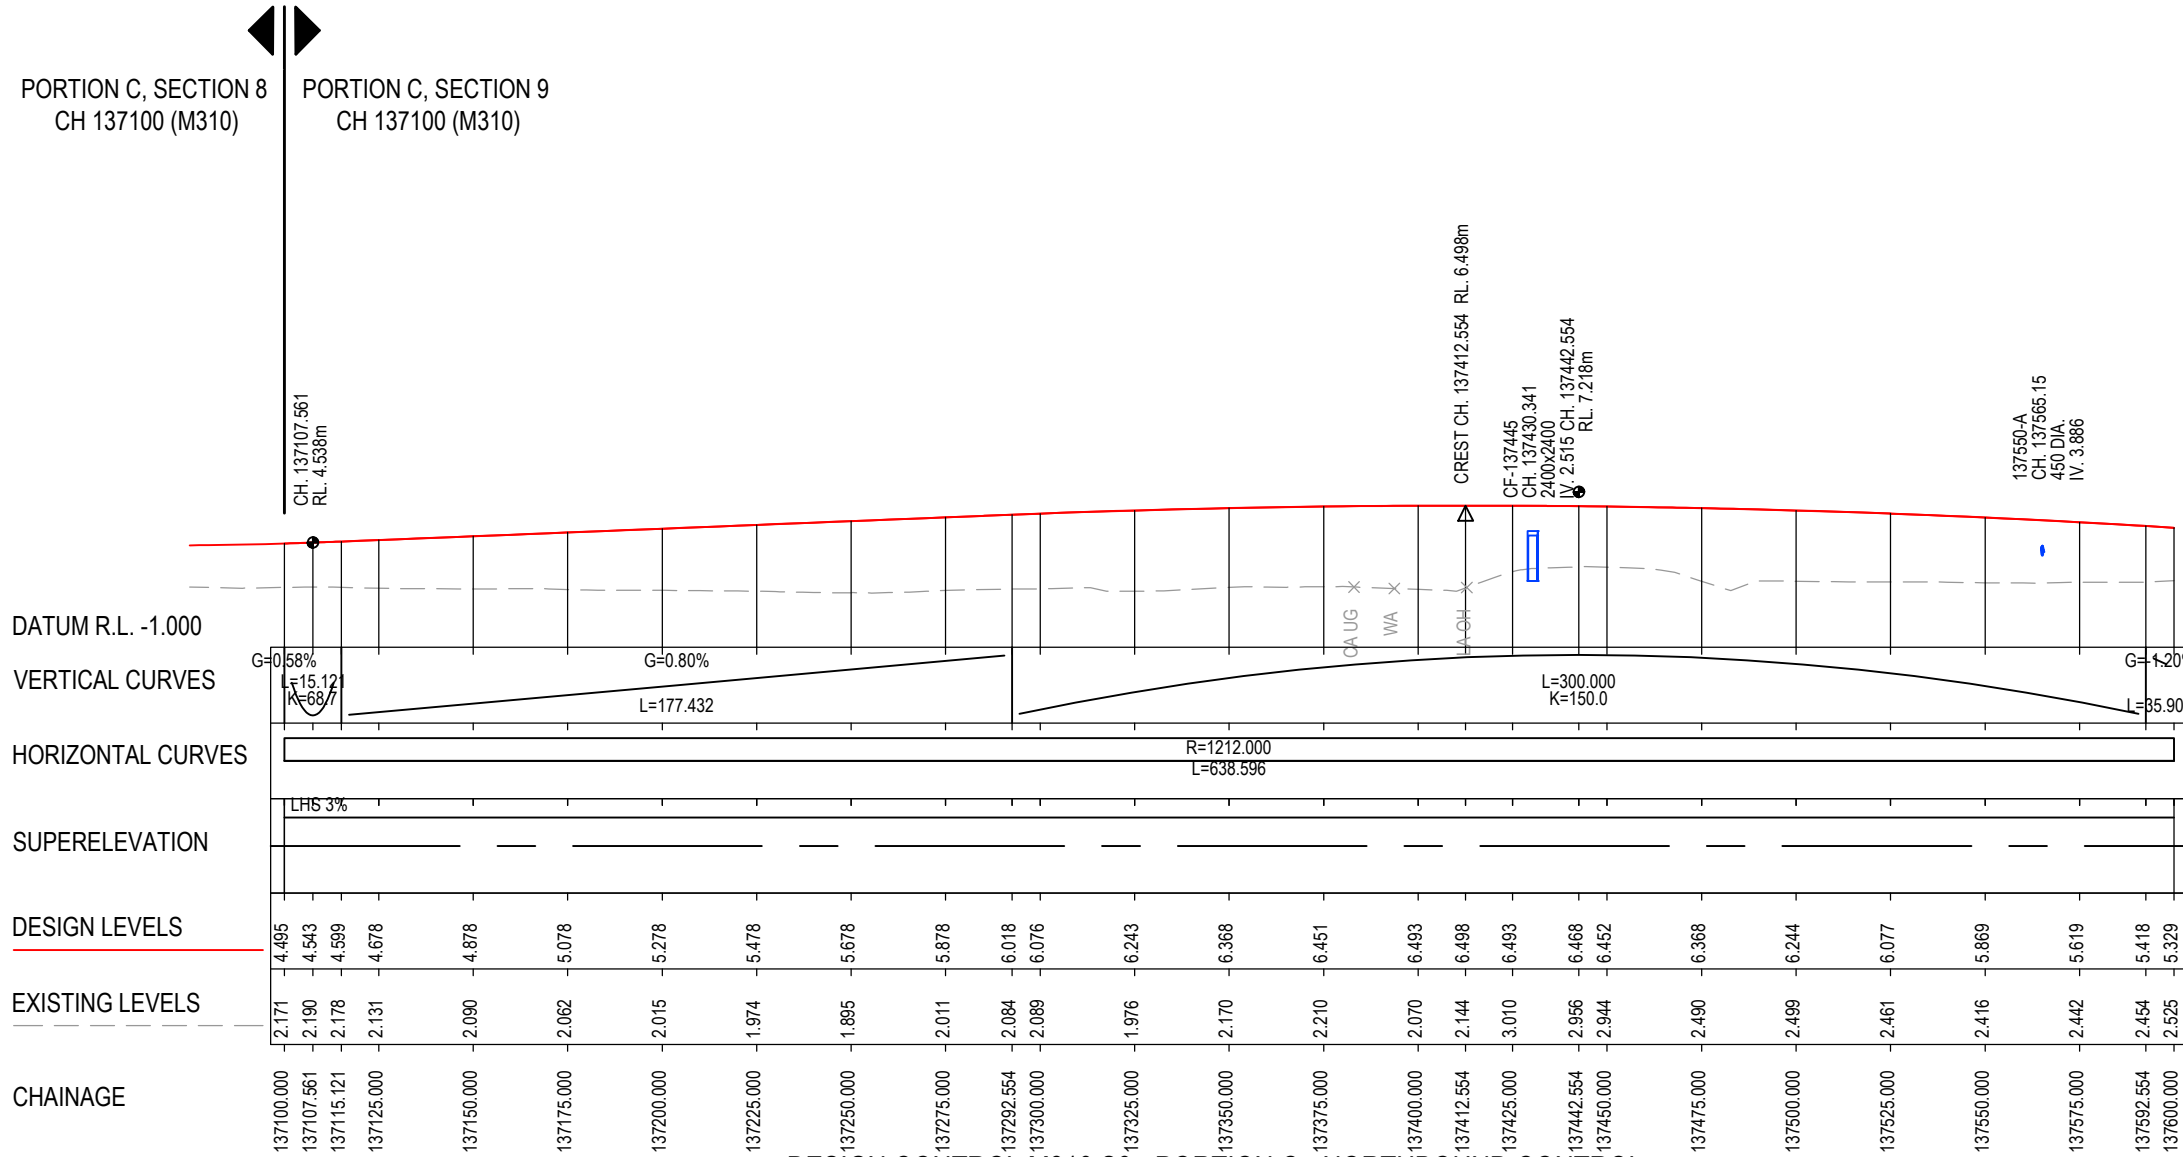 PORTION C, SECTION 8
CH 137100 (M310)
PORTION C, SECTION 9
CH 137100 (M310)
CH. 137107.561
RL. 4.538m
CREST CH. 137412.554 RL. 6.498m
CF-137445
CH. 137430.341
2400x2400
IV. 2.515
CH. 137442.554
RL. 7.218m
137550-A
CH. 137565.15
450 DIA.
IV. 3.886
CA UG
WA
DATUM R.L. -1.000
VERTICAL CURVES
G=0.58%
L=15.121
K=68.7
G=0.80%
L=177.432
L=300.000
K=150.0
HORIZONTAL CURVES
R=1212.000
L=638.596
LHS 3%
SUPERELEVATION
DESIGN LEVELS
4.495 4.543 4.599 4.678 4.878 5.078 5.278 5.478 5.678 5.878 6.018 6.076 6.243 6.368 6.451 6.493 6.498 6.493 6.468 6.452 6.368 6.244 6.077 5.869 5.619 5.418 5.329
EXISTING LEVELS
2.171 2.190 2.178 2.131 2.090 2.062 2.015 1.974 1.895 2.011 2.084 2.089 1.976 2.170 2.210 2.070 2.144 3.010 2.956 2.944 2.490 2.499 2.461 2.416 2.442 2.454 2.525
CHAINAGE
137100.000 137107.561 137115.121 137125.000 137150.000 137175.000 137200.000 137225.000 137250.000 137275.000 137292.554 137300.000 137325.000 137350.000 137375.000 137400.000 137412.554 137425.000 137442.554 137450.000 137475.000 137500.000 137525.000 137550.000 137575.000 137592.554 137600.000